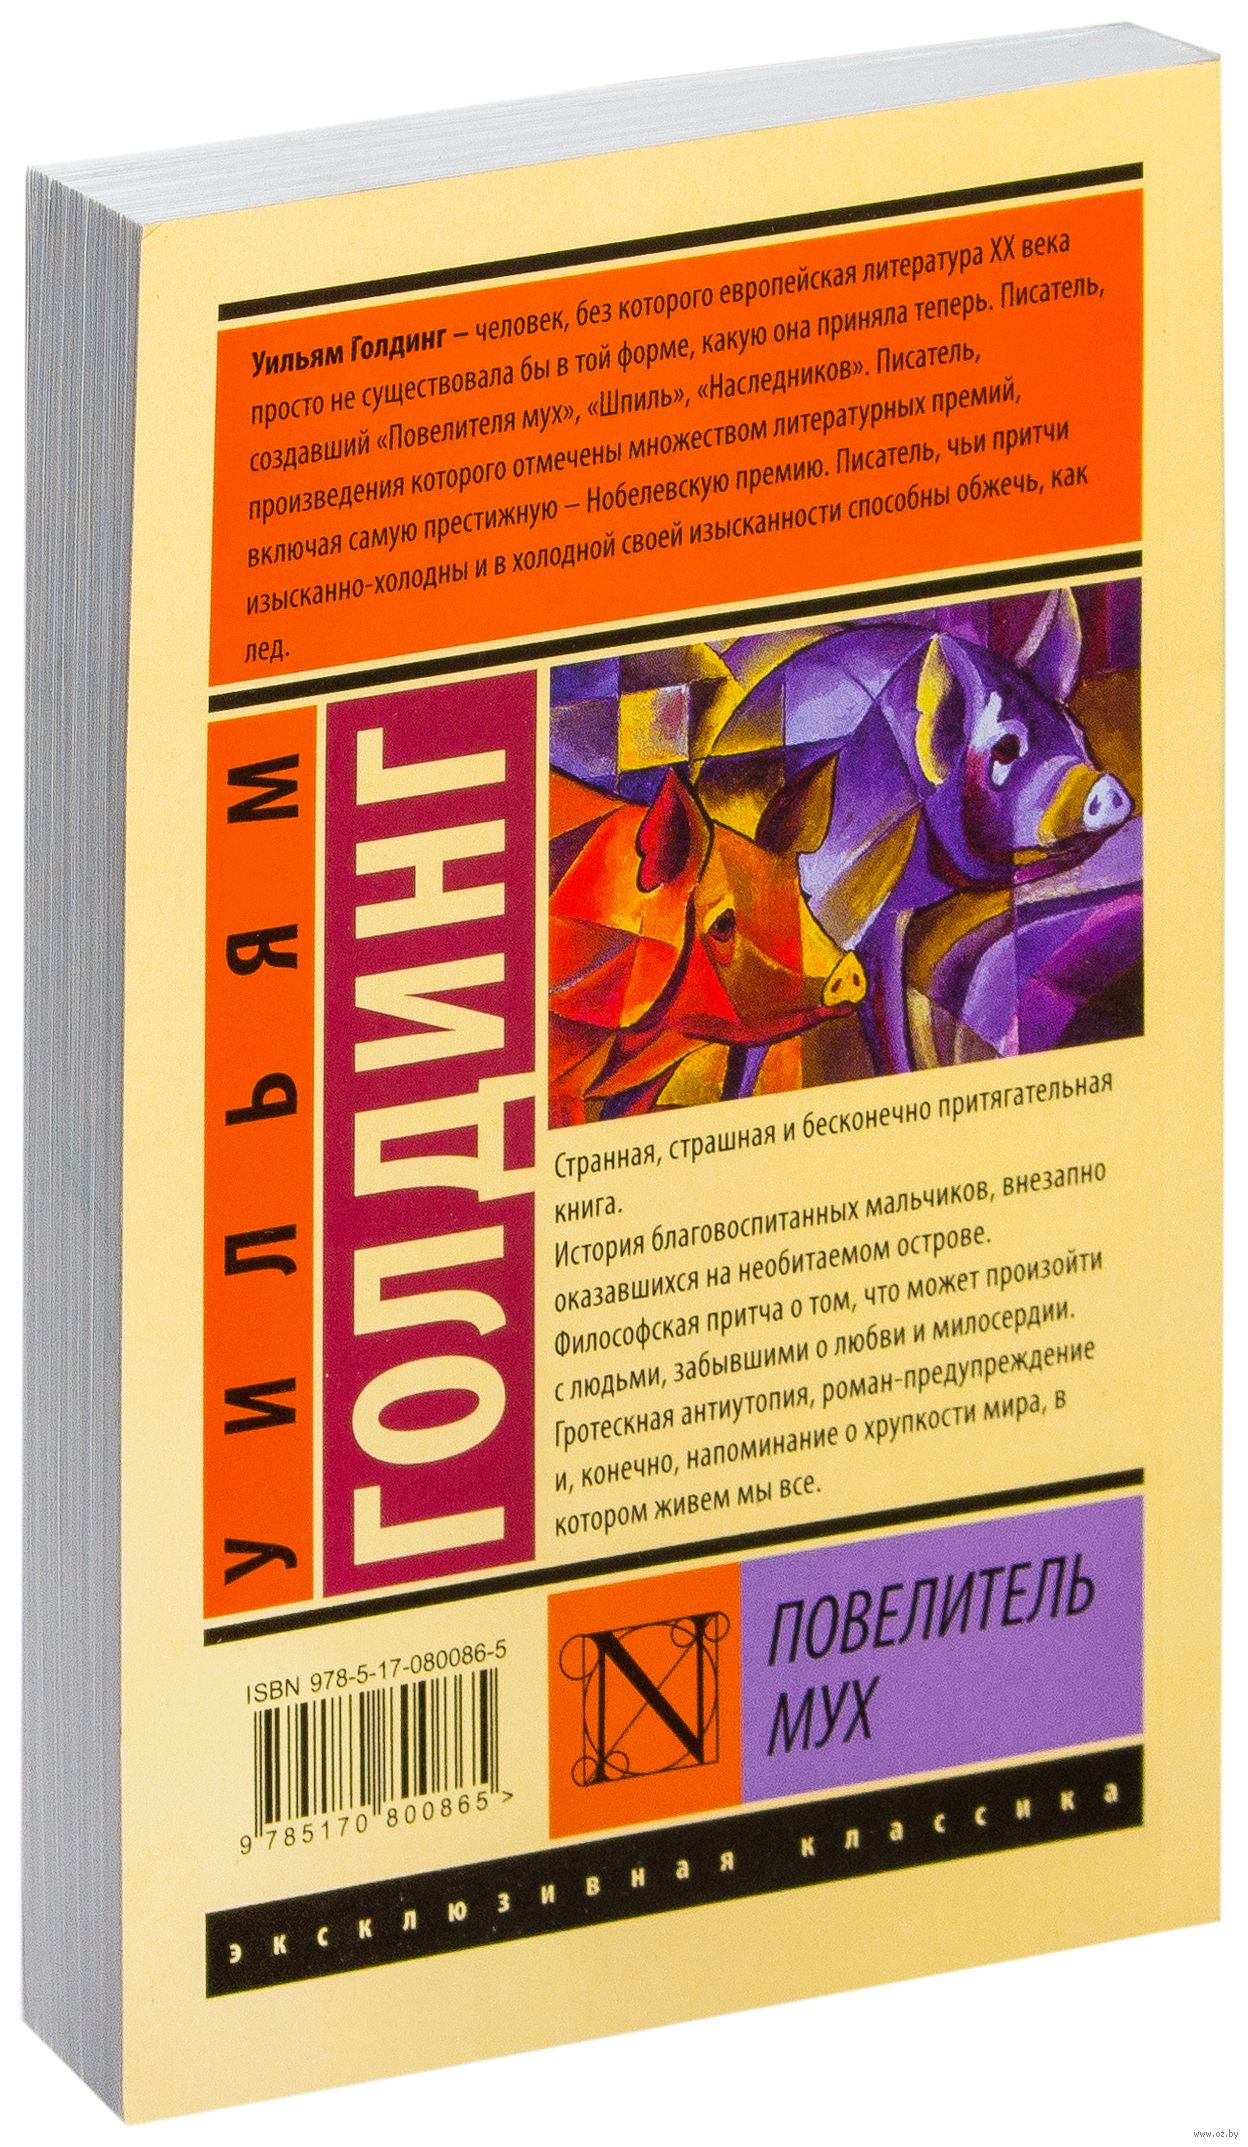 Уильям Голдинг – человек, без которого европейская литература XX века
просто не существовала бы в той форме, какую она приняла теперь. Писатель,
создавший «Повелителя мух», «Шпиль», «Наследников». Писатель,
произведения которого отмечены множеством литературных премий,
включая самую престижную – Нобелевскую премию. Писатель, чьи притчи
изысканно-холодны и в холодной своей изысканности способны обжечь, как
лед.
УИЛЬЯМ
ГОЛДИНГ
Странная, страшная и бесконечно притягательная
книга.
История благовоспитанных мальчиков, внезапно
оказавшихся на необитаемом острове.
Философская притча о том, что может произойти
с людьми, забывшими о любви и милосердии.
Гротескная антиутопия, роман-предупреждение
и, конечно, напоминание о хрупкости мира, в
котором живем мы все.
ISBN 978-5-17-080086-5
9 785170 800865 >
N
ПОВЕЛИТЕЛЬ
МУХ
эксклюзивная классика
www.oz.by